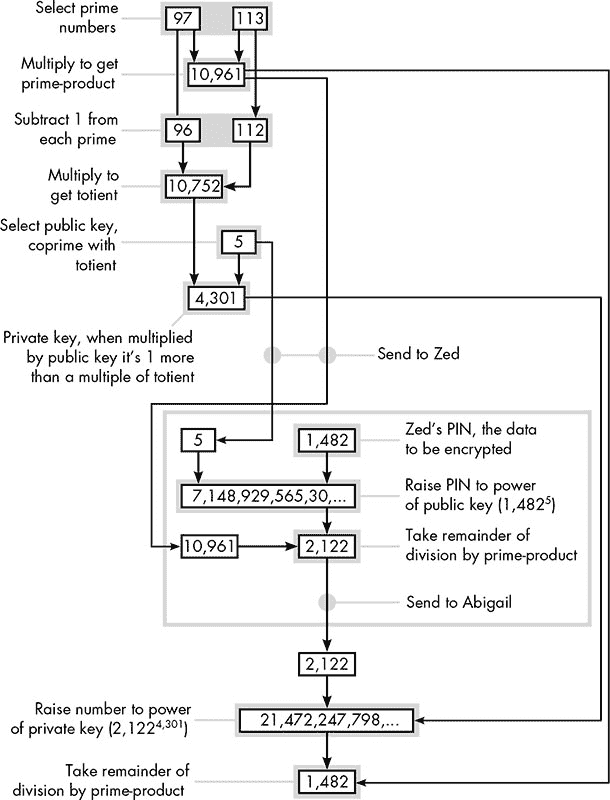 Select prime
numbers
97
113
Multiply to get
prime-product
10,961
Subtract 1 from
each prime
96
112
Multiply to
get totient
10,752
Select public key,
coprime with
totient
5
4,301
Private key, when multiplied
by public key it's 1 more
than a multiple of totient
Send to Zed
5
1,482
Zed's PIN, the data
to be encrypted
7,148,929,565,30,...
Raise PIN to power
of public key (1,482⁵)
10,961
2,122
Take remainder of
division by prime-product
Send to Abigail
2,122
Raise number to power
of private key (2,122⁴,³⁰¹)
21,472,247,798,...
Take remainder of
division by prime-product
1,482